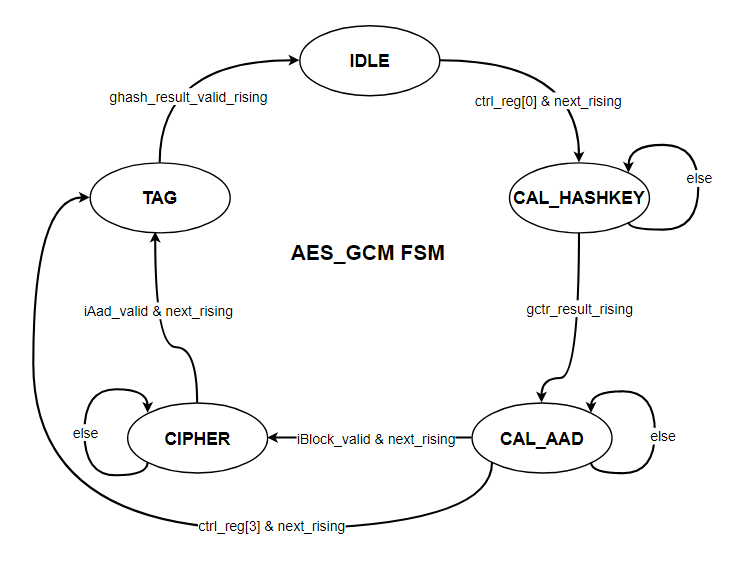 IDLE
ghash_result_valid_rising
ctrl_reg[0] & next_rising
else
TAG
CAL_HASHKEY
AES_GCM FSM
iAad_valid & next_rising
gctr_result_rising
else
CIPHER
iBlock_valid & next_rising
CAL_AAD
else
ctrl_reg[3] & next_rising